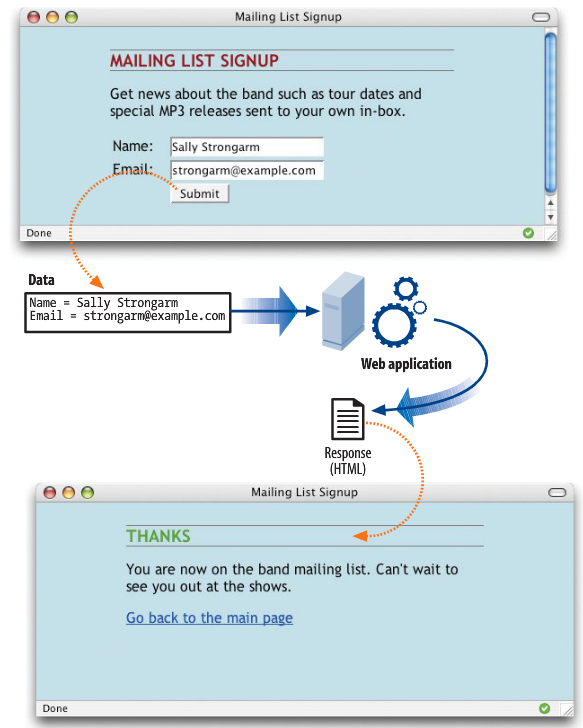 Mailing List Signup
MAILING LIST SIGNUP
Get news about the band such as tour dates and
special MP3 releases sent to your own in-box.
Name: Sally Strongarm
Email: strongarm@example.com
Submit
Done
Data
Name = Sally Strongarm
Email = strongarm@example.com
Web application
Response
(HTML)
Mailing List Signup
THANKS
You are now on the band mailing list. Can't wait to
see you out at the shows.
Go back to the main page
Done